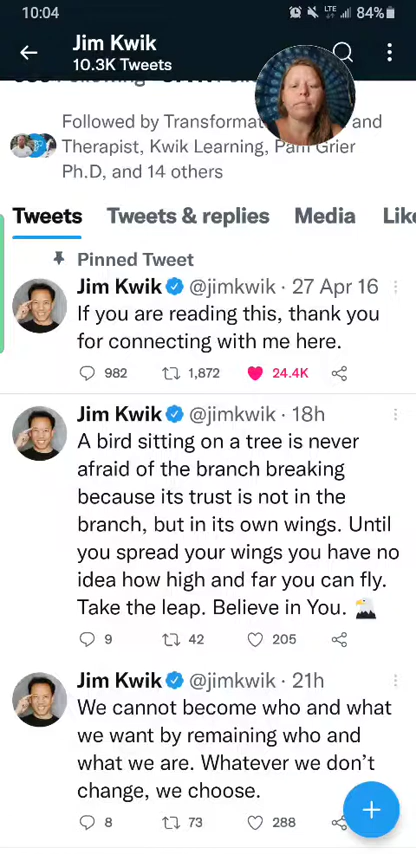 10:04
LTE
84%
Jim Kwik
10.3K Tweets
Followed by Transformat and
Therapist, Kwik Learning, Pam Grier
Ph.D, and 14 others
Tweets Tweets & replies Media Like
Pinned Tweet
Jim Kwik @jimkwik · 27 Apr 16
If you are reading this, thank you
for connecting with me here.
982 1,872 24.4K
Jim Kwik @jimkwik · 18h
A bird sitting on a tree is never
afraid of the branch breaking
because its trust is not in the
branch, but in its own wings. Until
you spread your wings you have no
idea how high and far you can fly.
Take the leap. Believe in You. 🦅
9 42 205
Jim Kwik @jimkwik · 21h
We cannot become who and what
we want by remaining who and
what we are. Whatever we don't
change, we choose.
8 73 288